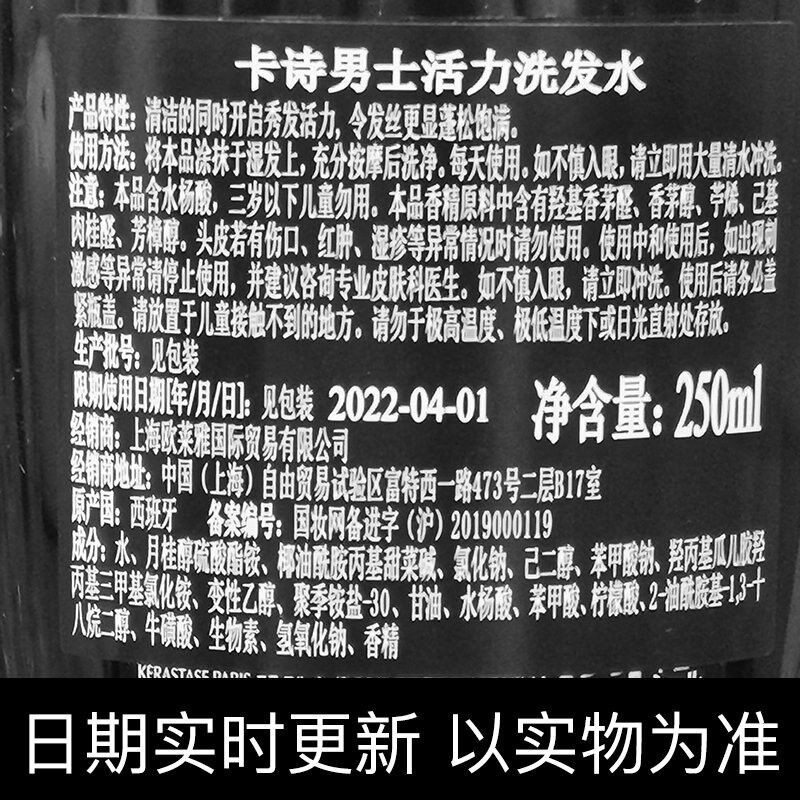 卡诗男士活力洗发水
产品特性：清洁的同时开启秀发活力，令发丝更显蓬松饱满。
使用方法：将本品涂抹于湿发上，充分按摩后洗净。每天使用。如不慎入眼，请立即用大量清水冲洗。
注意：本品含水杨酸，三岁以下儿童勿用。本品香精原料中含有羟基香茅醛、香茅醇、苧烯、己基
肉桂醛、芳樟醇。头皮若有伤口、红肿、湿疹等异常情况时请勿使用。使用中和使用后，如出现刺
激感等异常请停止使用，并建议咨询专业皮肤科医生。如不慎入眼，请立即冲洗。使用后请务必盖
紧瓶盖。请放置于儿童接触不到的地方。请勿于极高温度、极低温度下或日光直射处存放。
生产批号：见包装
限期使用日期[年/月/日]：见包装 2022-04-01 净含量：250ml
经销商：上海欧莱雅国际贸易有限公司
经销商地址：中国（上海）自由贸易试验区富特西一路473号二层B17室
原产国：西班牙 备案编号：国妆网备进字（沪）2019000119
成分：水、月桂醇硫酸酯铵、椰油酰胺丙基甜菜碱、氯化钠、己二醇、苯甲酸钠、羟丙基瓜儿胶羟
丙基三甲基氯化铵、变性乙醇、聚季铵盐-30、甘油、水杨酸、苯甲酸、柠檬酸、2-油酰胺基-1,3-十
八烷二醇、牛磺酸、生物素、氢氧化钠、香精
KÉRASTASE PARIS
日期实时更新 以实物为准